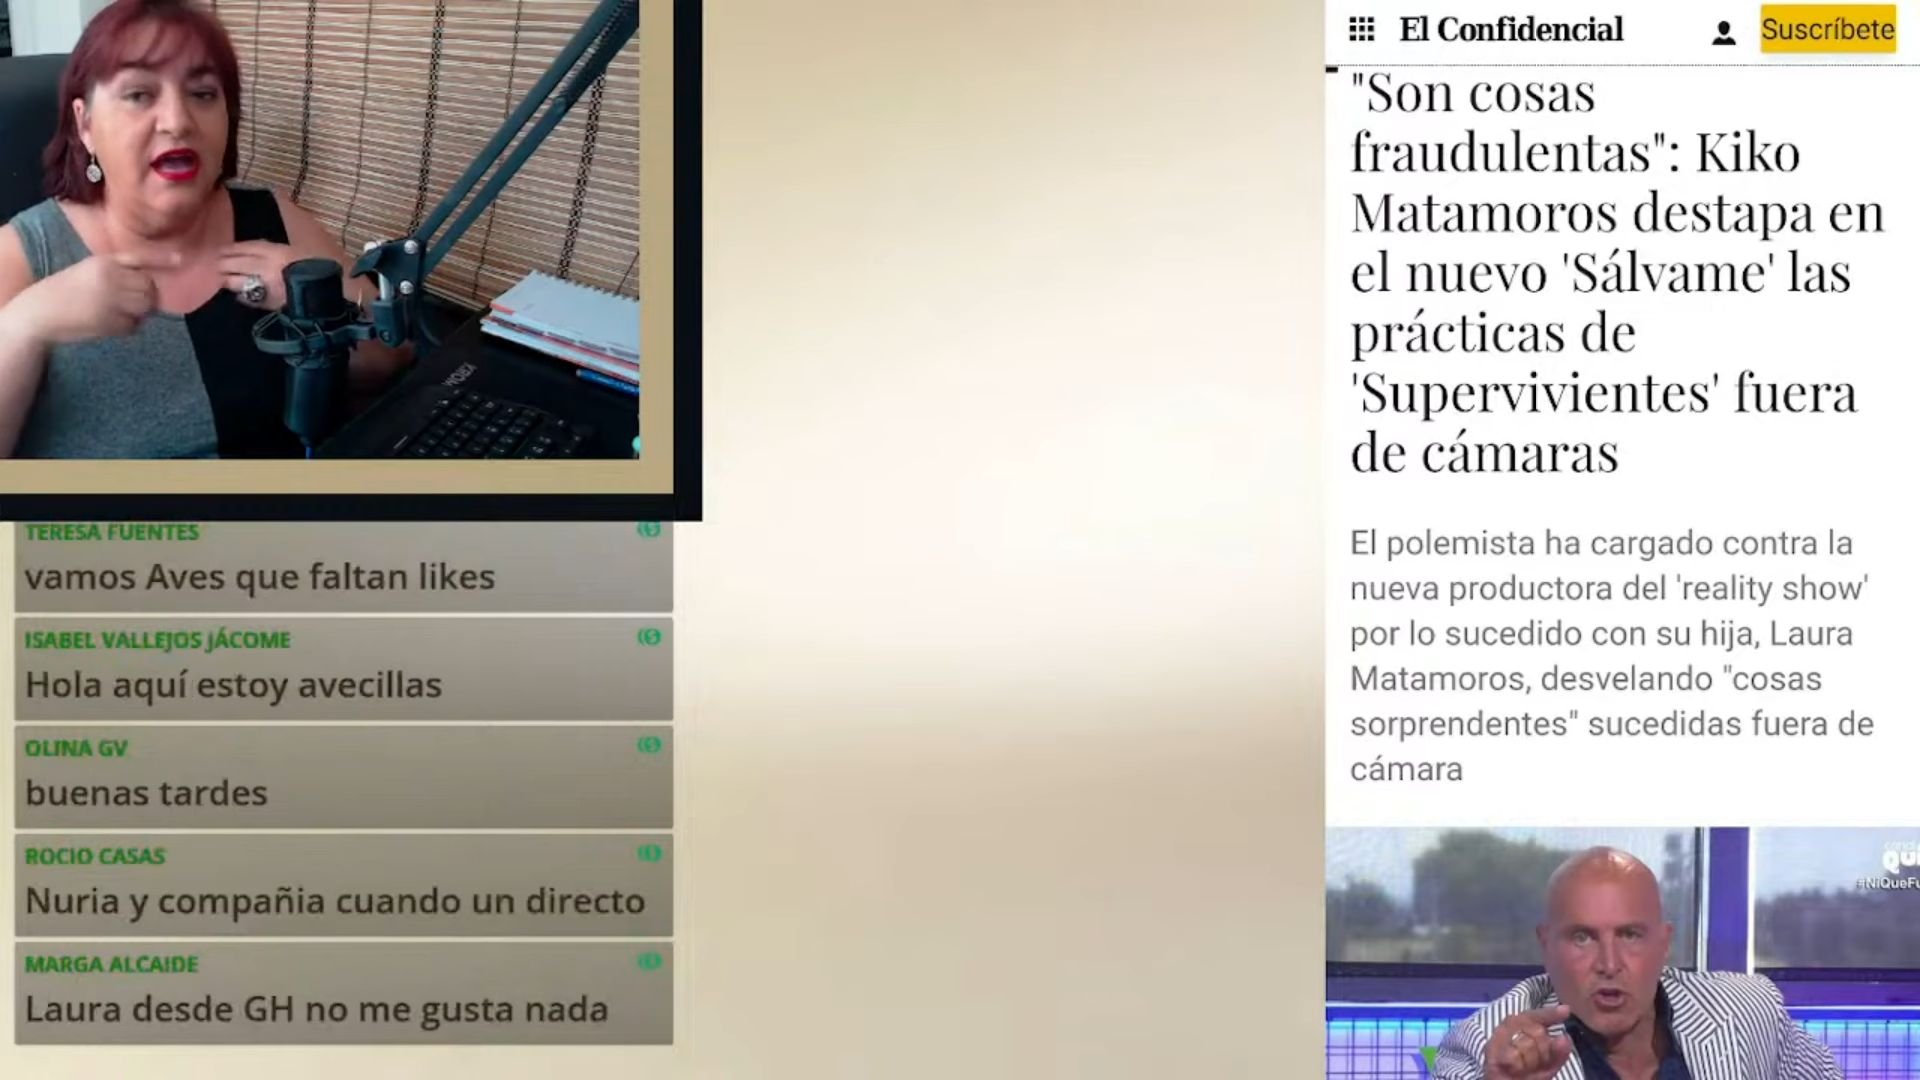 El Confidencial
Suscríbete
"Son cosas
fraudulentas": Kiko
Matamoros destapa en
el nuevo 'Sálvame' las
prácticas de
'Supervivientes' fuera
de cámaras
El polemista ha cargado contra la
nueva productora del 'reality show'
por lo sucedido con su hija, Laura
Matamoros, desvelando "cosas
sorprendentes" sucedidas fuera de
cámara
#NiQueFu
TERESA FUENTES
vamos Aves que faltan likes
ISABEL VALLEJOS JÁCOME
Hola aquí estoy avecillas
OLINA GV
buenas tardes
ROCIO CASAS
Nuria y compañia cuando un directo
MARGA ALCAIDE
Laura desde GH no me gusta nada